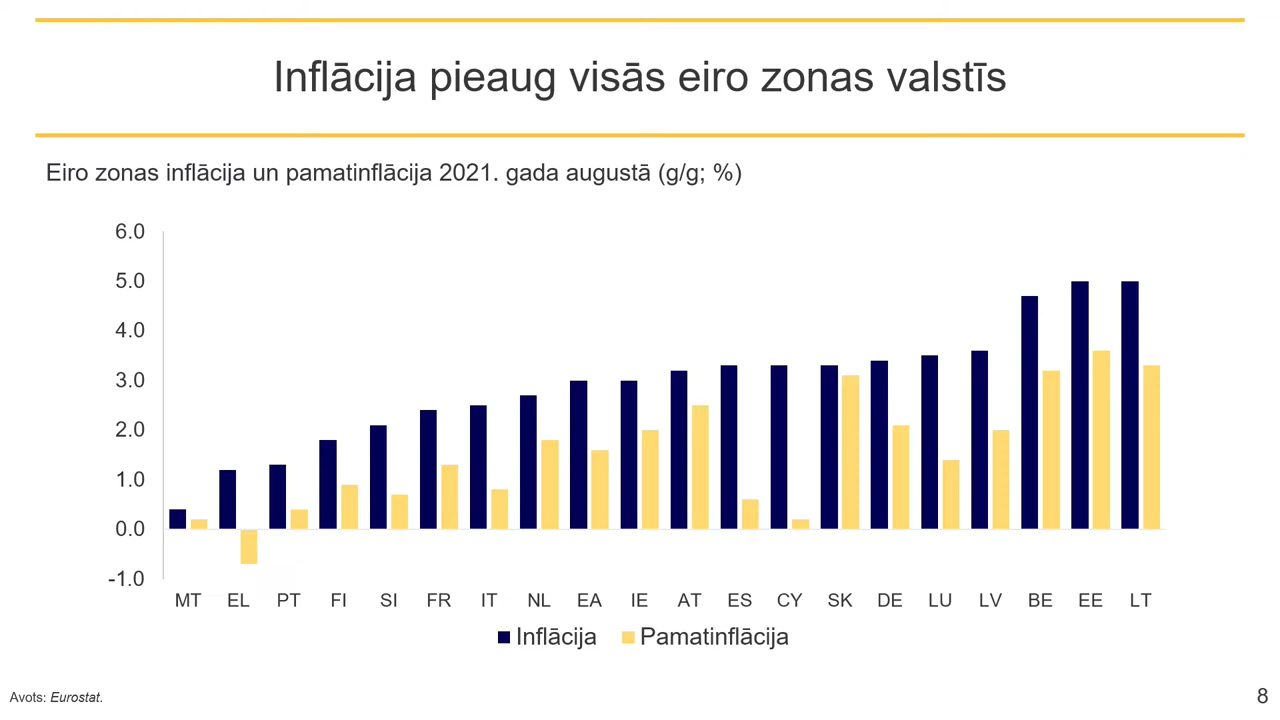 Inflācija pieaug visās eiro zonas valstīs
Eiro zonas inflācija un pamatinflācija 2021. gada augustā (g/g; %)
6.0
5.0
4.0
3.0
2.0
1.0
0.0
-1.0
MT EL PT FI SI FR IT NL EA IE AT ES CY SK DE LU LV BE EE LT
Inflācija Pamatinflācija
Avots: Eurostat.
8